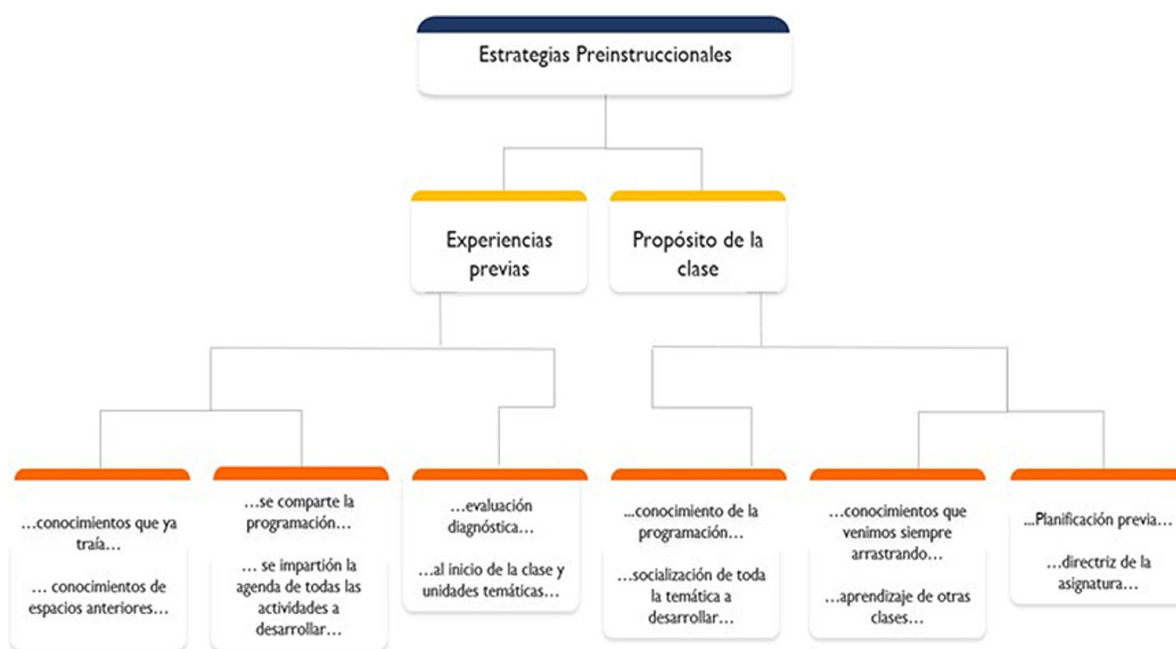 Estrategias Preinstruccionales
Experiencias
previas
Propósito de la
clase
...conocimientos que ya
traía...
... conocimientos de
espacios anteriores...
...se comparte la
programación...
... se impartión la
agenda de todas las
actividades a
desarrollar...
...evaluación
diagnóstica...
...al inicio de la clase y
unidades temáticas...
...conocimiento de la
programación...
...socialización de toda
la temática a
desarrollar...
...conocimientos que
venimos siempre
arrastrando...
...aprendizaje de otras
clases...
...Planificación previa...
...directriz de la
asignatura...